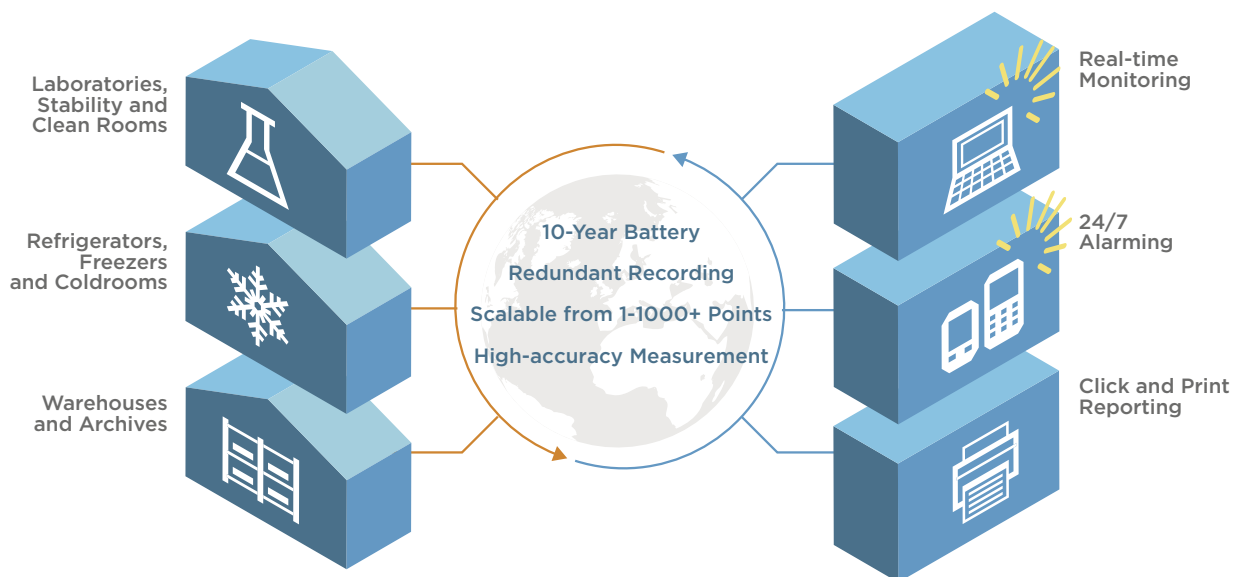 Laboratories,
Stability and
Clean Rooms
Refrigerators,
Freezers
and Coldrooms
Warehouses
and Archives
10-Year Battery
Redundant Recording
Scalable from 1-1000+ Points
High-accuracy Measurement
Real-time
Monitoring
24/7
Alarming
Click and Print
Reporting